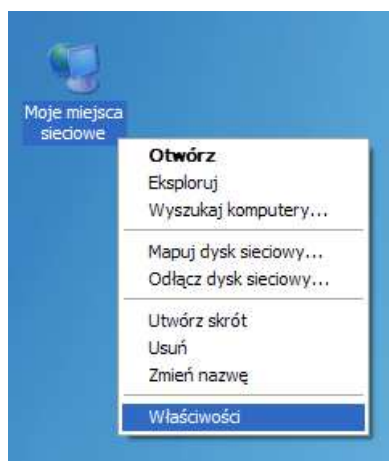 Moje miejsca
sieciowe
Otwórz
Eksploruj
Wyszukaj komputery...
Mapuj dysk sieciowy...
Odłącz dysk sieciowy...
Utwórz skrót
Usuń
Zmień nazwę
Właściwości